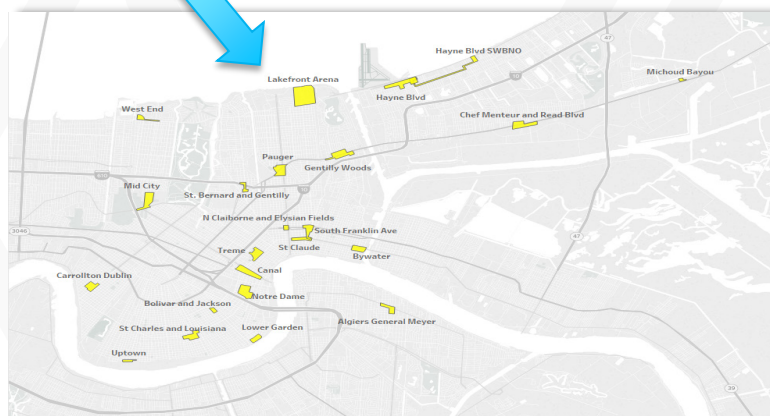 Hayne Blvd SWBNO
47
10
Lakefront Arena
Michoud Bayou
Hayne Blvd
West End
Chef Menteur and Read Blvd
Pauger
Gentilly Woods
Mid City
St. Bernard and Gentilly
10
N Claiborne and Elysian Fields
3046
South Franklin Ave
47
Treme
St Claude
Bywater
Canal
Carrollton Dublin
Notre Dame
Bolivar and Jackson
Algiers General Meyer
St Charles and Louisiana
Lower Garden
Uptown
39